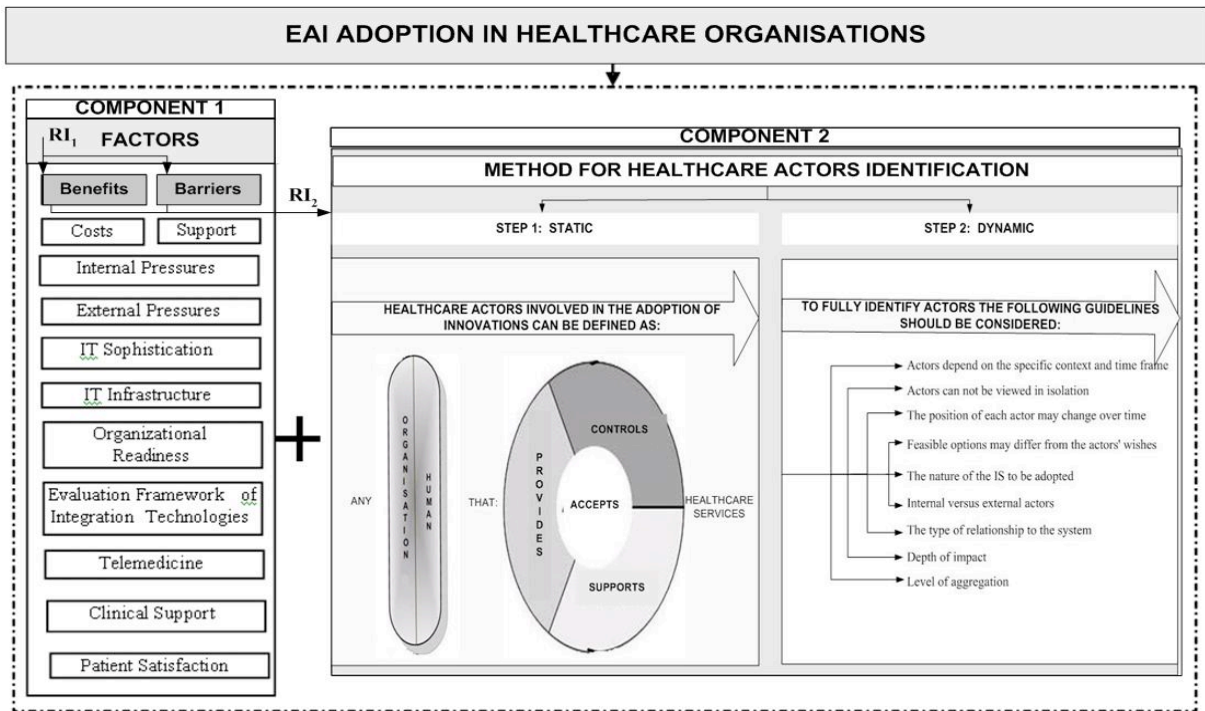 EAI ADOPTION IN HEALTHCARE ORGANISATIONS
COMPONENT 1
RI1
FACTORS
Benefits
Barriers
RI2
Costs
Support
Internal Pressures
External Pressures
IT Sophistication
IT Infrastructure
Organizational
Readiness
Evaluation Framework of
Integration Technologies
Telemedicine
Clinical Support
Patient Satisfaction
+
COMPONENT 2
METHOD FOR HEALTHCARE ACTORS IDENTIFICATION
STEP 1: STATIC
HEALTHCARE ACTORS INVOLVED IN THE ADOPTION OF
INNOVATIONS CAN BE DEFINED AS:
ANY
ORGANISATION
HUMAN
THAT:
PROVIDES
CONTROLS
ACCEPTS
SUPPORTS
HEALTHCARE
SERVICES
STEP 2: DYNAMIC
TO FULLY IDENTIFY ACTORS THE FOLLOWING GUIDELINES
SHOULD BE CONSIDERED:
Actors depend on the specific context and time frame
Actors can not be viewed in isolation
The position of each actor may change over time
Feasible options may differ from the actors' wishes
The nature of the IS to be adopted
Internal versus external actors
The type of relationship to the system
Depth of impact
Level of aggregation